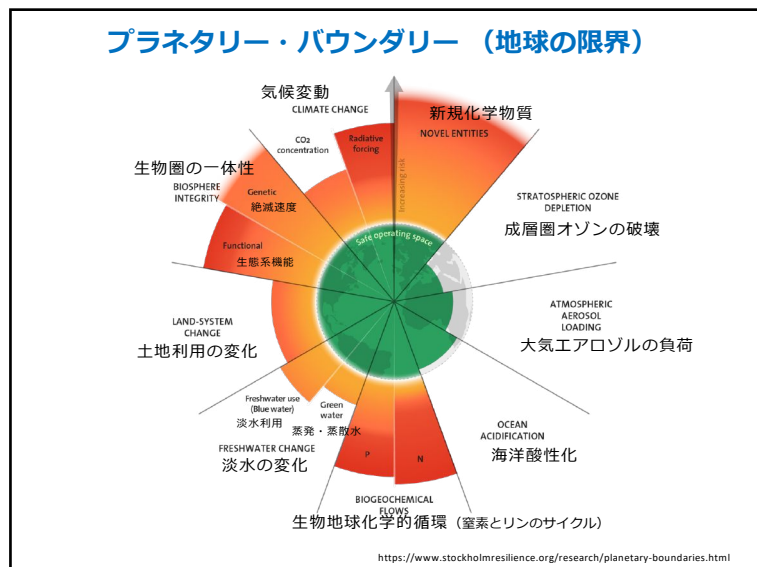 プラネタリー・バウンダリー （地球の限界）
気候変動
CLIMATE CHANGE
CO2
concentration
Radiative
forcing
Increasing risk
新規化学物質
NOVEL ENTITIES
STRATOSPHERIC OZONE
DEPLETION
成層圏オゾンの破壊
ATMOSPHERIC
AEROSOL
LOADING
大気エアロゾルの負荷
OCEAN
ACIDIFICATION
海洋酸性化
P
N
BIOGEOCHEMICAL
FLOWS
生物地球化学的循環（窒素とリンのサイクル）
Green
water
蒸発・蒸散水
Freshwater use
(Blue water)
淡水利用
FRESHWATER CHANGE
淡水の変化
LAND-SYSTEM
CHANGE
土地利用の変化
生物圏の一体性
BIOSPHERE
INTEGRITY
Genetic
絶滅速度
Functional
生態系機能
Safe operating space
https://www.stockholmresilience.org/research/planetary-boundaries.html